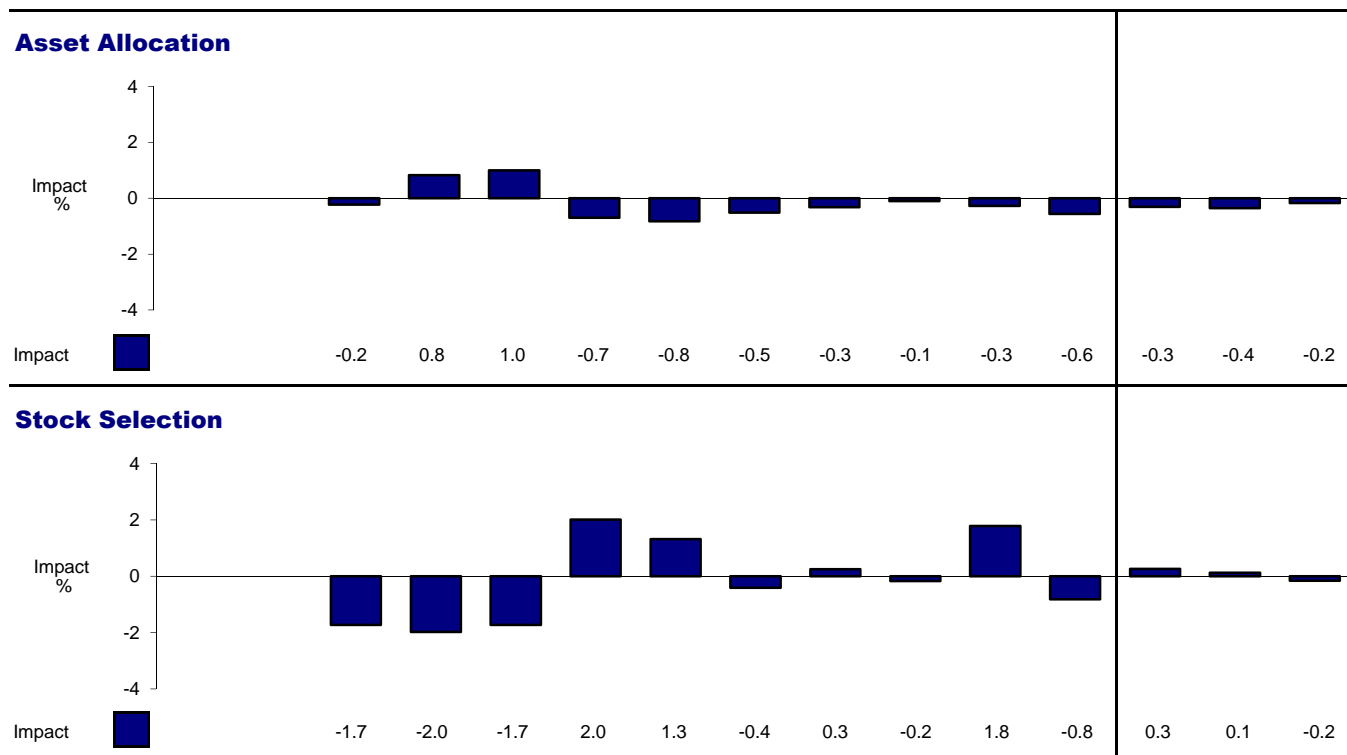 Asset Allocation
4
2
Impact
%
0
-2
-4
Impact -0.2 0.8 1.0 -0.7 -0.8 -0.5 -0.3 -0.1 -0.3 -0.6 -0.3 -0.4 -0.2
Stock Selection
4
2
Impact
%
0
-2
-4
Impact -1.7 -2.0 -1.7 2.0 1.3 -0.4 0.3 -0.2 1.8 -0.8 0.3 0.1 -0.2